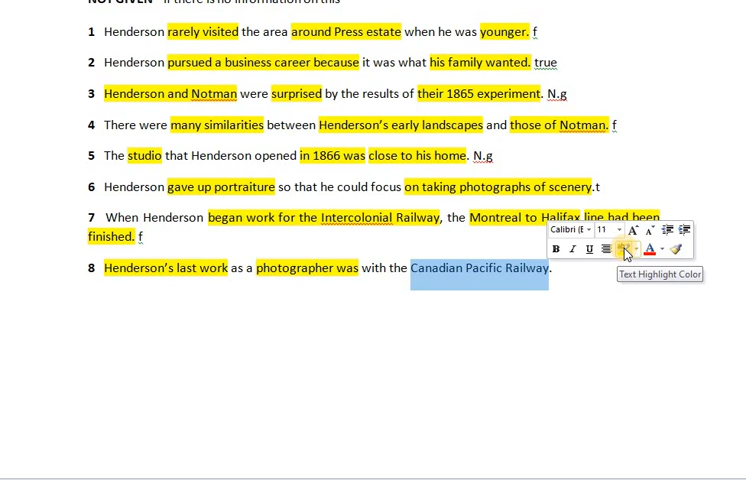 NOT GIVEN  if there is no information on this
1 Henderson rarely visited the area around Press estate when he was younger. f
2 Henderson pursued a business career because it was what his family wanted. true
3 Henderson and Notman were surprised by the results of their 1865 experiment. N.g
4 There were many similarities between Henderson's early landscapes and those of Notman. f
5 The studio that Henderson opened in 1866 was close to his home. N.g
6 Henderson gave up portraiture so that he could focus on taking photographs of scenery.t
7 When Henderson began work for the Intercolonial Railway, the Montreal to Halifax line had been
finished. f
Calibri (E 11 A A
B I U A
8 Henderson's last work as a photographer was with the Canadian Pacific Railway.
Text Highlight Color